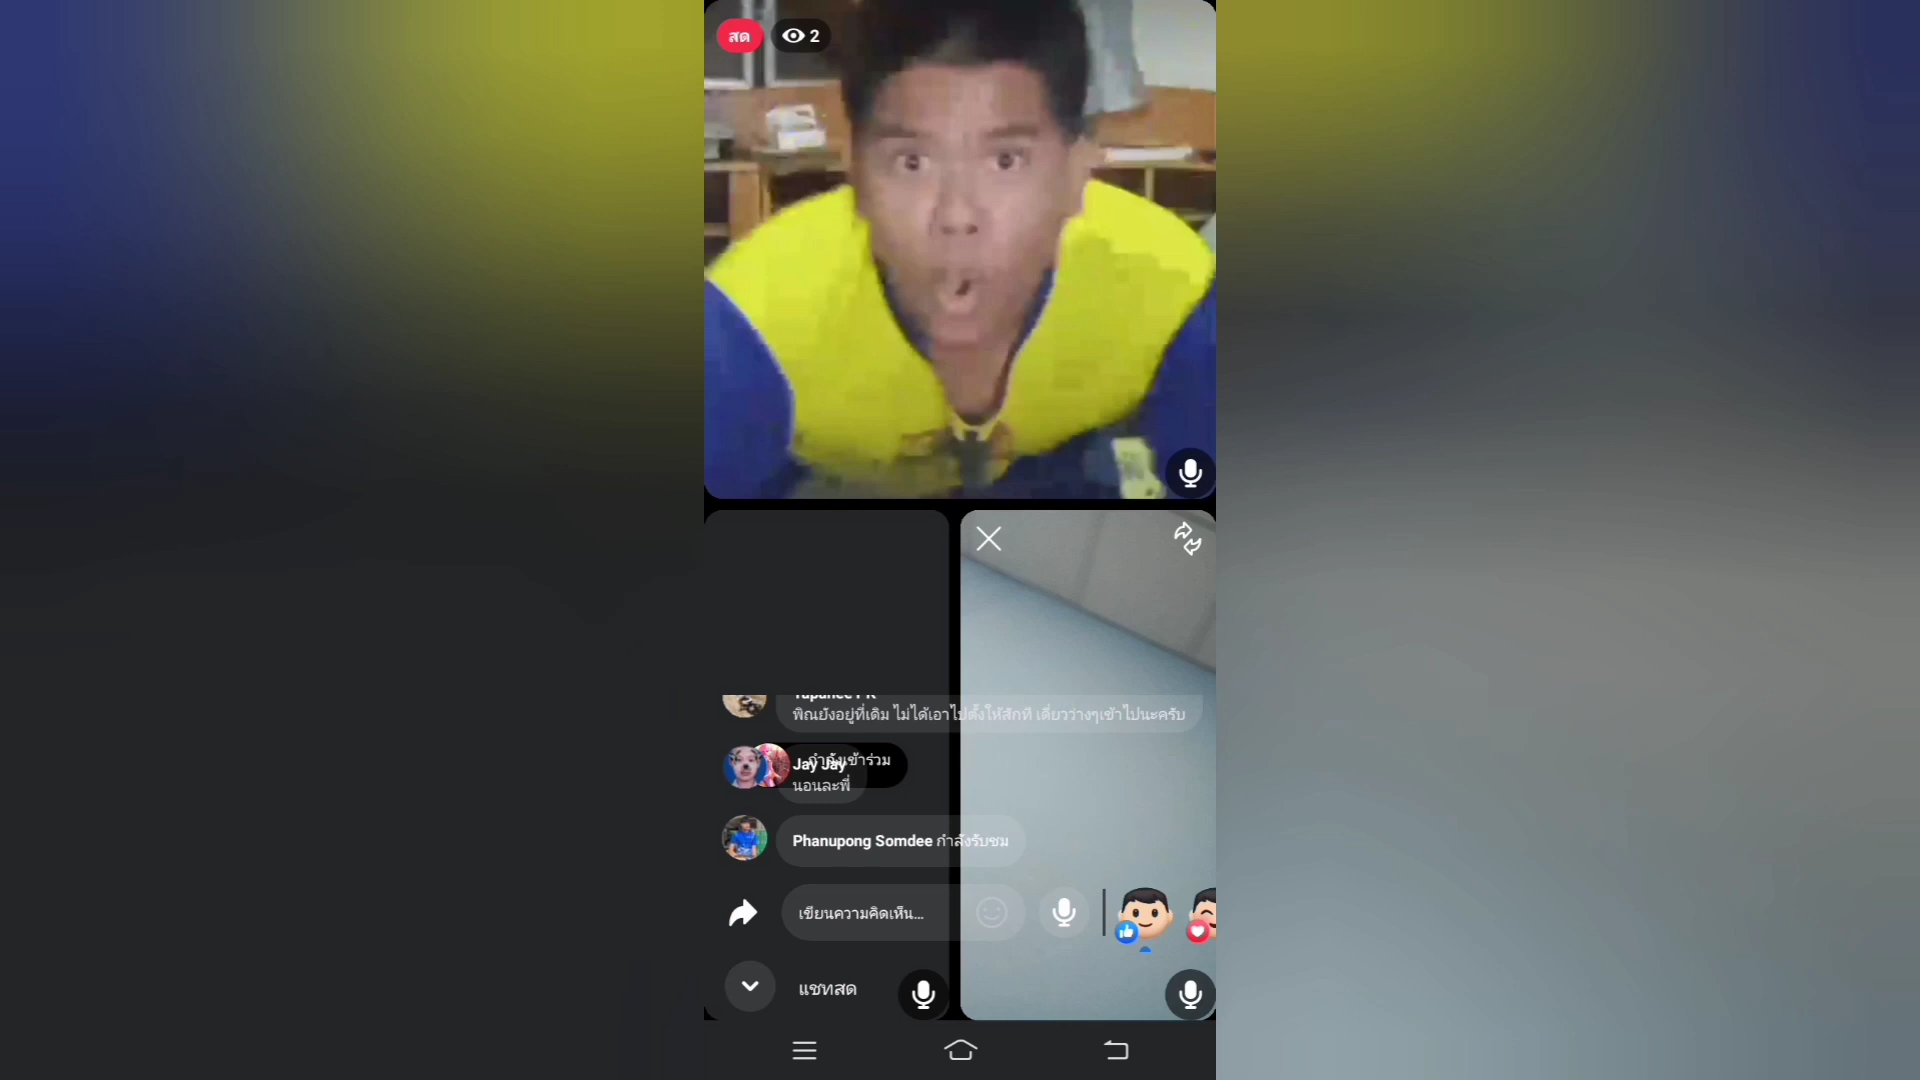 สด
2
พิณยังอยู่ที่เดิม ไม่ได้เอาไปตั้งให้สักที เดี่ยวว่างๆเข้าไปนะครับ
กำลังเข้าร่วม
Jay Jay
นอนละพี่
Phanupong Somdee กำลังรับชม
เขียนความคิดเห็น...
แชทสด